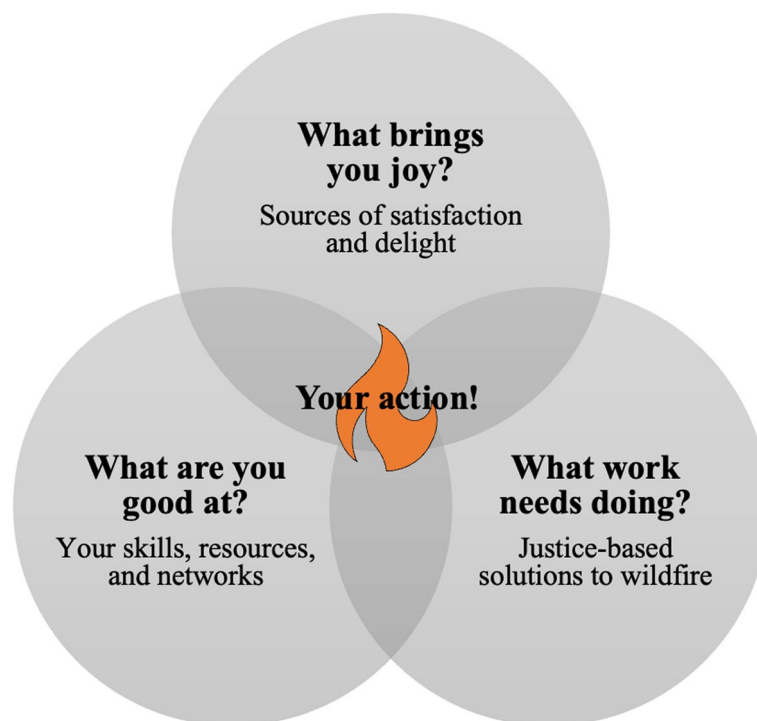 What brings
you joy?
Sources of satisfaction
and delight
Your action!
What are you
good at?
Your skills, resources,
and networks
What work
needs doing?
Justice-based
solutions to wildfire